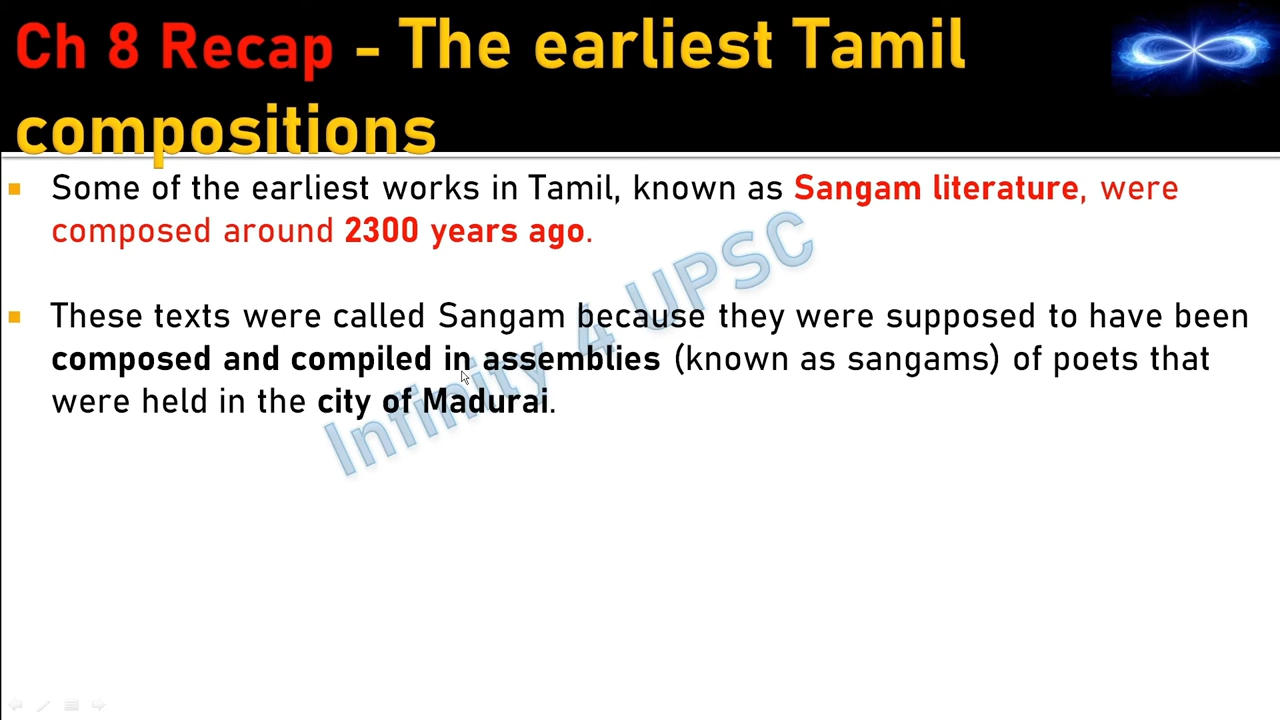 Ch 8 Recap - The earliest Tamil
compositions
Some of the earliest works in Tamil, known as Sangam literature, were
composed around 2300 years ago.
These texts were called Sangam because they were supposed to have been
composed and compiled in assemblies (known as sangams) of poets that
were held in the city of Madurai.
Infinity 4 UPSC